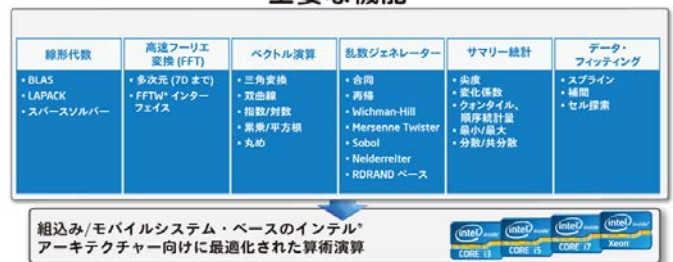 線形代数
・BLAS
・LAPACK
・スパースソルバー
高速フーリエ
変換 (FFT)
・多次元 (7D まで)
・FFTW* インター
フェイス
ベクトル演算
・三角変換
・双曲線
・指数/対数
・累乗/平方根
・丸め
乱数ジェネレーター
・合同
・再帰
・Wichman-Hill
・Mersenne Twister
・Sobol
・Neiderreiter
・RDRAND ベース
サマリー統計
・尖度
・変化係数
・クォンタイル、
順序統計量
・最小/最大
・分散/共分散
データ・
フィッティング
・スプライン
・補間
・セル探索
組込み/モバイルシステム・ベースのインテル®
アーキテクチャー向けに最適化された算術演算
intel inside
CORE i3
intel inside
CORE i5
intel inside
CORE i7
intel inside
Xeon